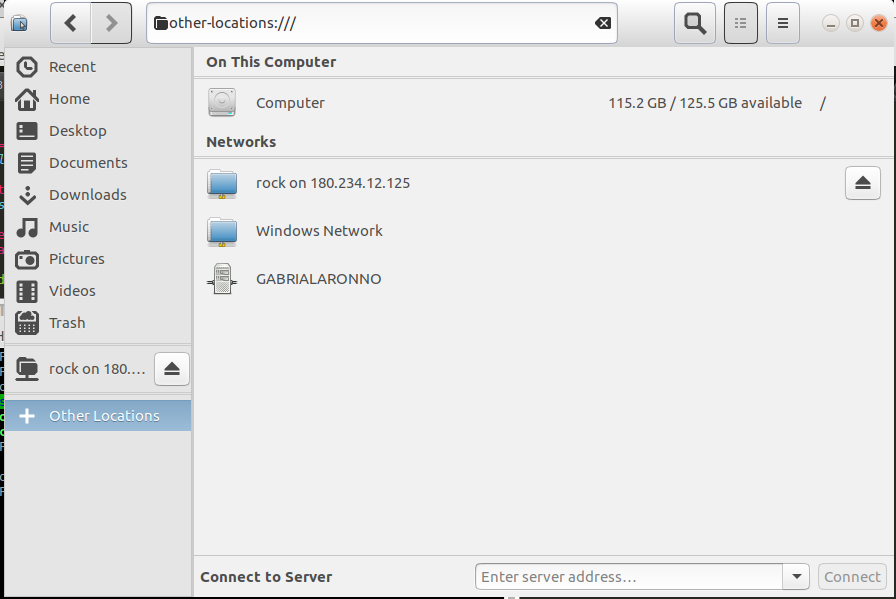 other-locations:///
Recent
Home
Desktop
Documents
Downloads
Music
Pictures
Videos
Trash
rock on 180.…
Other Locations
On This Computer
Computer 115.2 GB / 125.5 GB available /
Networks
rock on 180.234.12.125
Windows Network
GABRIALARONNO
Connect to Server Enter server address… Connect